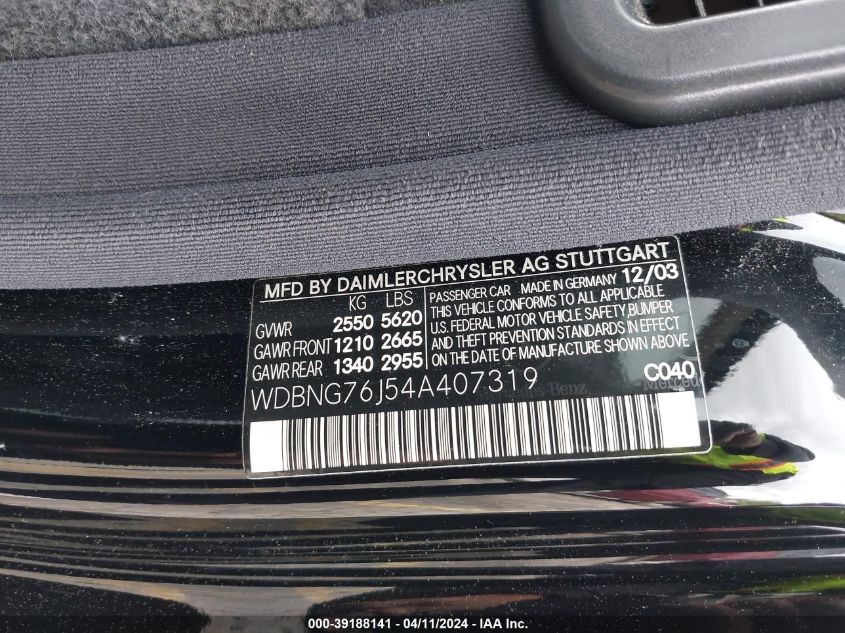 MFD BY DAIMLERCHRYSLER AG STUTTGART
KG LBS
GVWR 2550 5620
GAWR FRONT 1210 2665
GAWR REAR 1340 2955
PASSENGER CAR MADE IN GERMANY 12/03
THIS VEHICLE CONFORMS TO ALL APPLICABLE
U.S. FEDERAL MOTOR VEHICLE SAFETY, BUMPER
AND THEFT PREVENTION STANDARDS IN EFFECT
ON THE DATE OF MANUFACTURE SHOWN ABOVE
C040
WDBNG76J54A407319
000-39188141 - 04/11/2024 - IAA Inc.